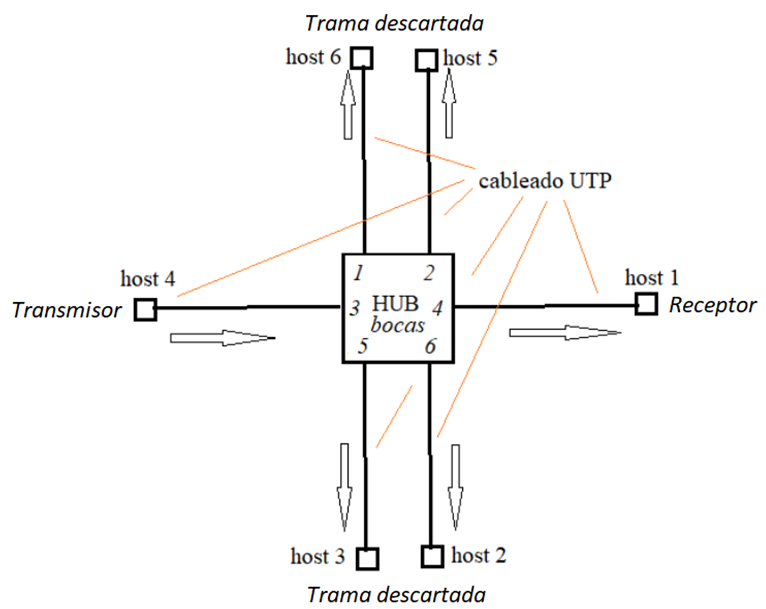 Trama descartada
host 6
host 5
cableado UTP
host 4
1
2
host 1
Transmisor
3
HUB
4
Receptor
bocas
5
6
host 3
host 2
Trama descartada